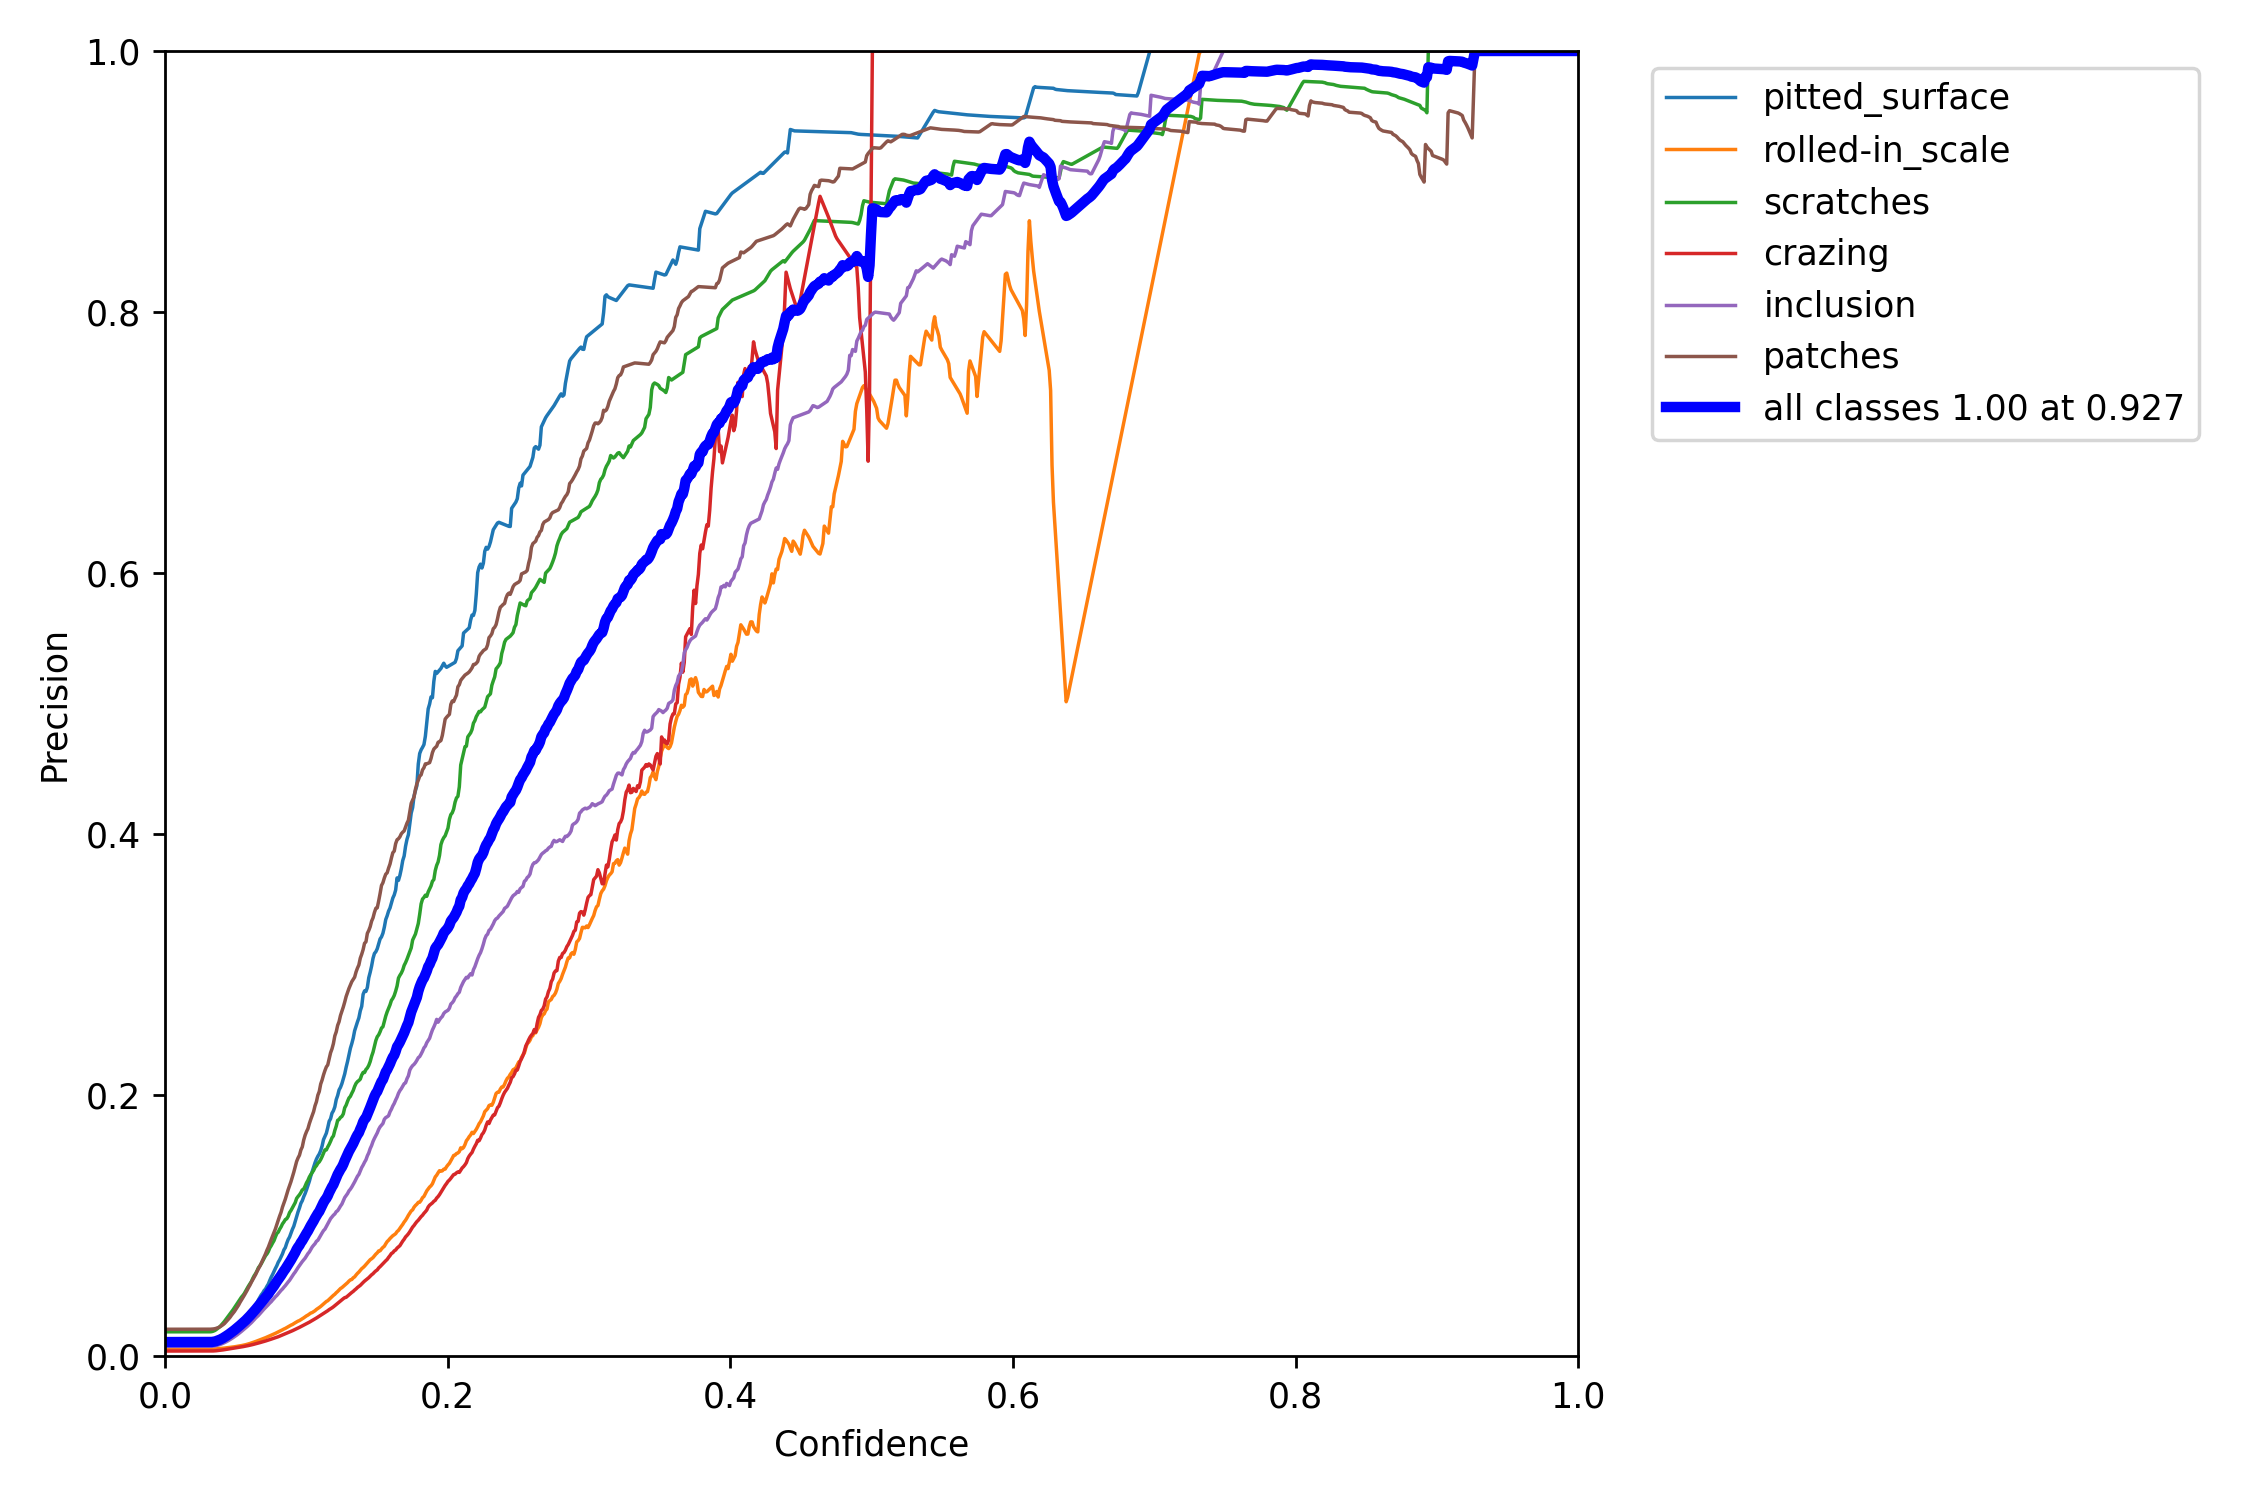 1.0
0.8
0.6
0.4
0.2
0.0
Precision
0.0 0.2 0.4 0.6 0.8 1.0
Confidence
pitted_surface
rolled-in_scale
scratches
crazing
inclusion
patches
all classes 1.00 at 0.927